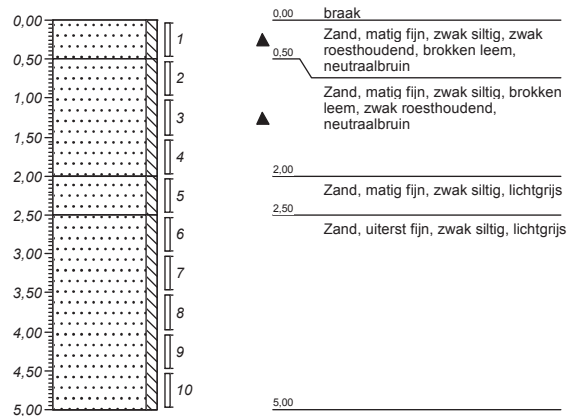 0,00
0,50
1,00
1,50
2,00
2,50
3,00
3,50
4,00
4,50
5,00
1
2
3
4
5
6
7
8
9
10
0,00 braak
Zand, matig fijn, zwak siltig, zwak
roesthoudend, brokken leem,
neutraalbruin
0,50
Zand, matig fijn, zwak siltig, brokken
leem, zwak roesthoudend,
neutraalbruin
2,00
Zand, matig fijn, zwak siltig, lichtgrijs
2,50
Zand, uiterst fijn, zwak siltig, lichtgrijs
5,00